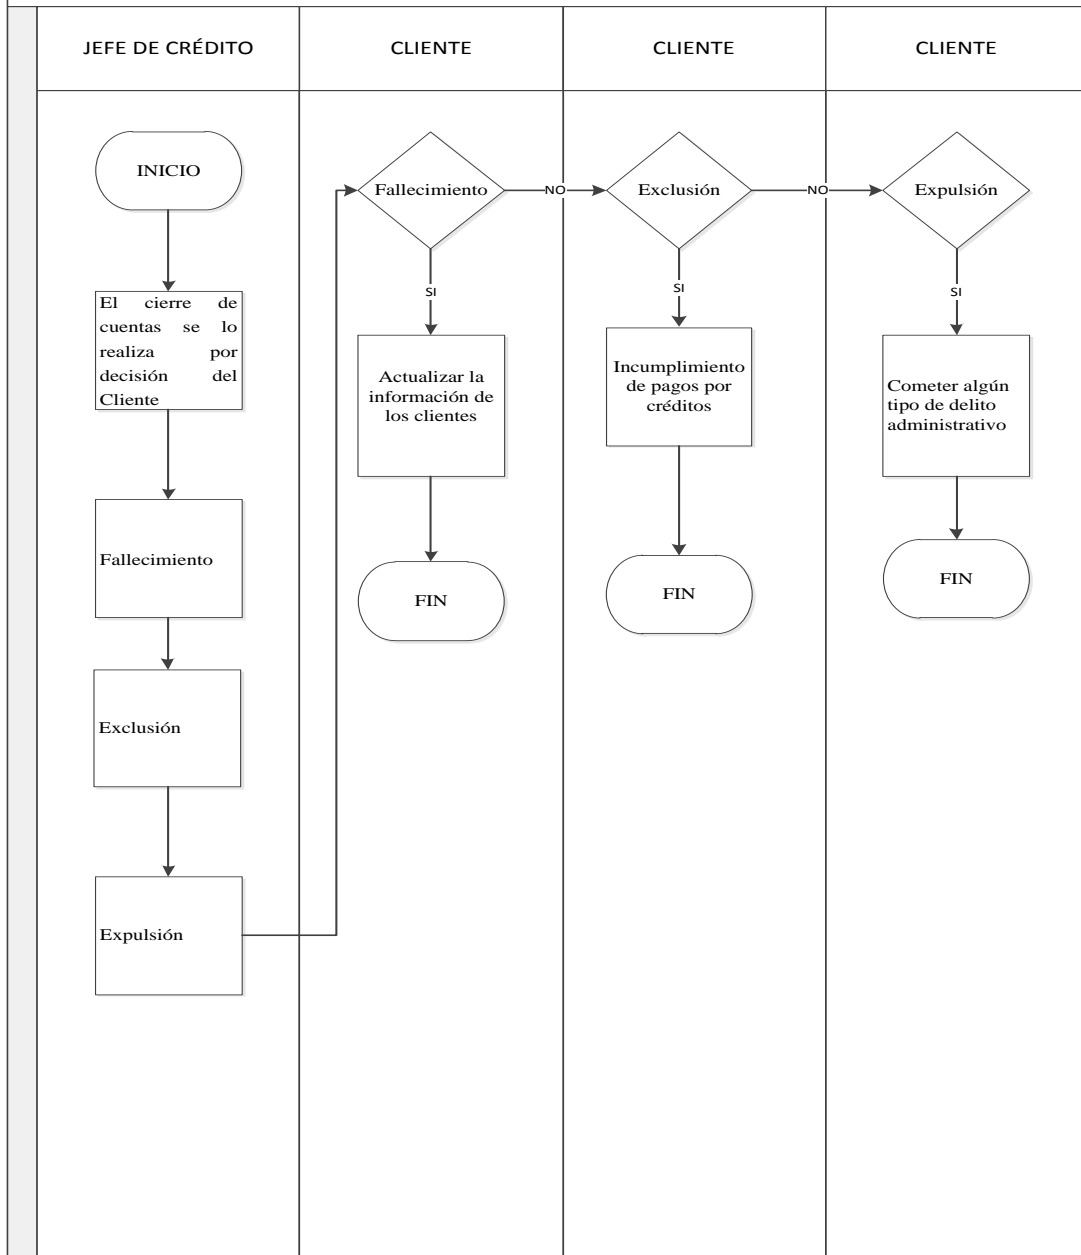 JEFE DE CRÉDITO
CLIENTE
CLIENTE
CLIENTE
INICIO
El cierre de
cuentas se lo
realiza por
decisión del
Cliente
Fallecimiento
Exclusión
Expulsión
Fallecimiento
NO
SI
Actualizar la
información de
los clientes
FIN
Exclusión
NO
SI
Incumplimiento
de pagos por
créditos
FIN
Expulsión
SI
Cometer algún
tipo de delito
administrativo
FIN